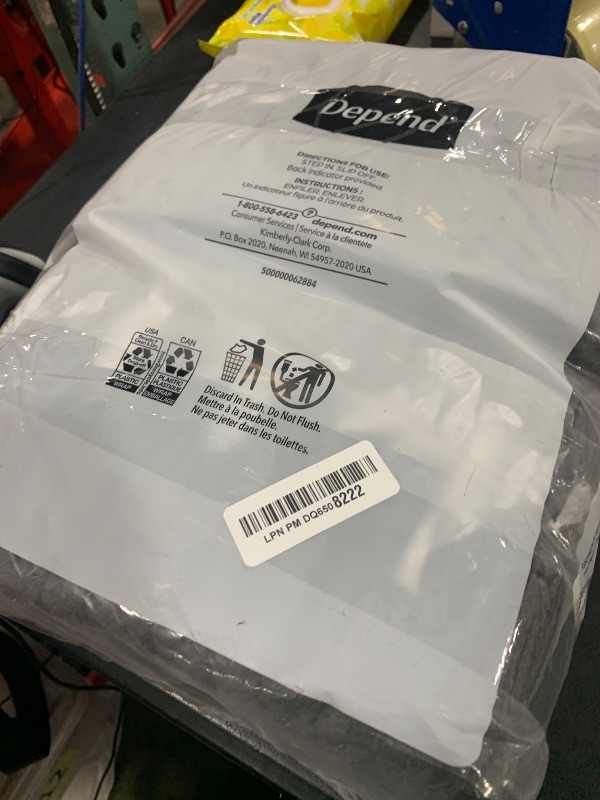 Depend
DIRECTIONS FOR USE:
STEP IN, SLIP OFF.
Back indicator provided.
INSTRUCTIONS :
ENFILER, ENLEVER.
Un indicateur figure à l'arrière du produit.
1-800-558-6423 ? depend.com
Consumer Services | Service à la clientèle
Kimberly-Clark Corp.
P.O. Box 2020, Neenah, WI 54957-2020 USA
500000062884
USA
CAN
PLASTIC
WRAP
PLASTIC
PLASTIQUE
WRAP
EMBALLAGE
Discard in Trash. Do Not Flush.
Mettre à la poubelle.
Ne pas jeter dans les toilettes.
LPN PM DQ6508222